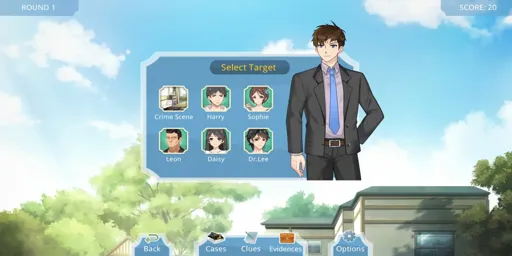 ROUND 1
SCORE: 20
Select Target
Crime Scene
Harry
Sophie
Leon
Daisy
Dr.Lee
Back
Cases
Clues
Evidences
Options